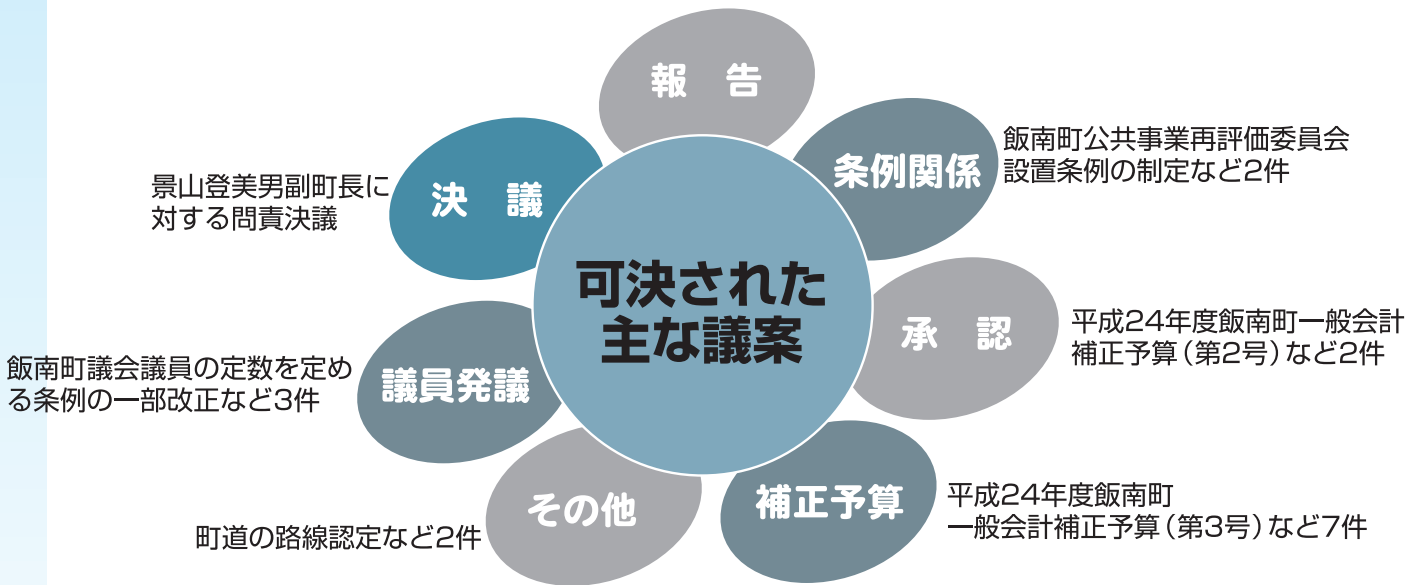 可決された
主な議案
報　告
条例関係
飯南町公共事業再評価委員会
設置条例の制定など2件
承　認
平成24年度飯南町一般会計
補正予算（第2号）など2件
補正予算
平成24年度飯南町
一般会計補正予算（第3号）など7件
その他
町道の路線認定など2件
議員発議
飯南町議会議員の定数を定め
る条例の一部改正など3件
決　議
景山登美男副町長に
対する問責決議